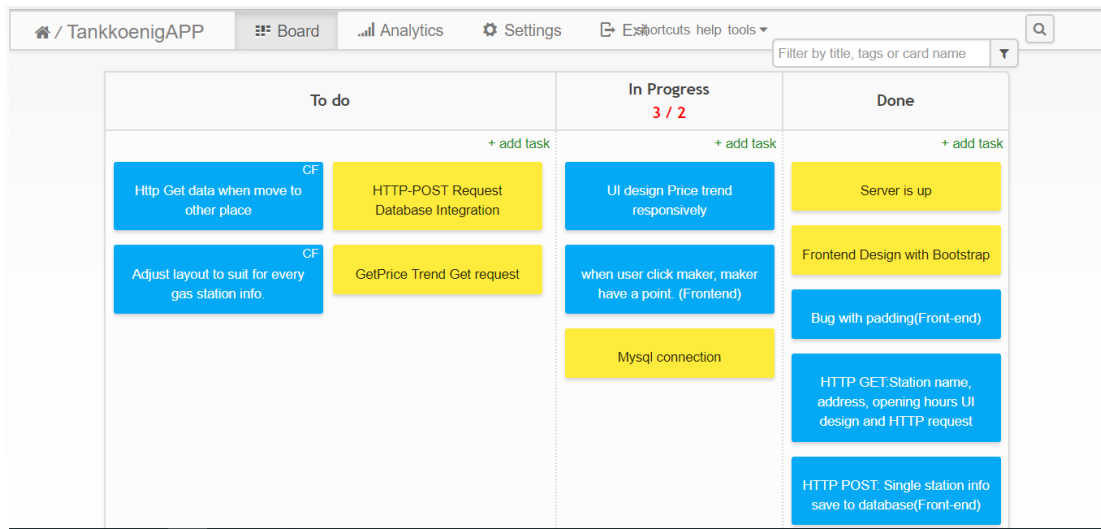 / TankkoenigAPP Board Analytics Settings Exit shortcuts help tools
Filter by title, tags or card name
To do
In Progress
3 / 2
Done
+ add task
+ add task
+ add task
CF
Http Get data when move to
other place
HTTP-POST Request
Database Integration
CF
Adjust layout to suit for every
gas station info.
GetPrice Trend Get request
UI design Price trend
responsively
when user click maker, maker
have a point. (Frontend)
Mysql connection
Server is up
Frontend Design with Bootstrap
Bug with padding(Front-end)
HTTP GET:Station name,
address, opening hours UI
design and HTTP request
HTTP POST: Single station info
save to database(Front-end)